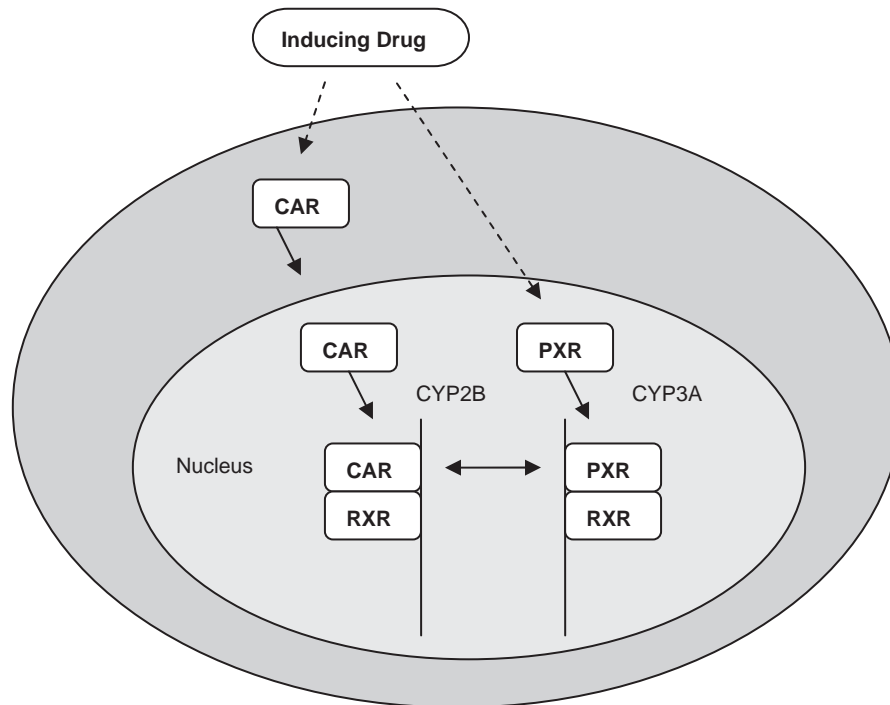 Inducing Drug
CAR
CAR
PXR
CYP2B
CYP3A
Nucleus
CAR
PXR
RXR
RXR